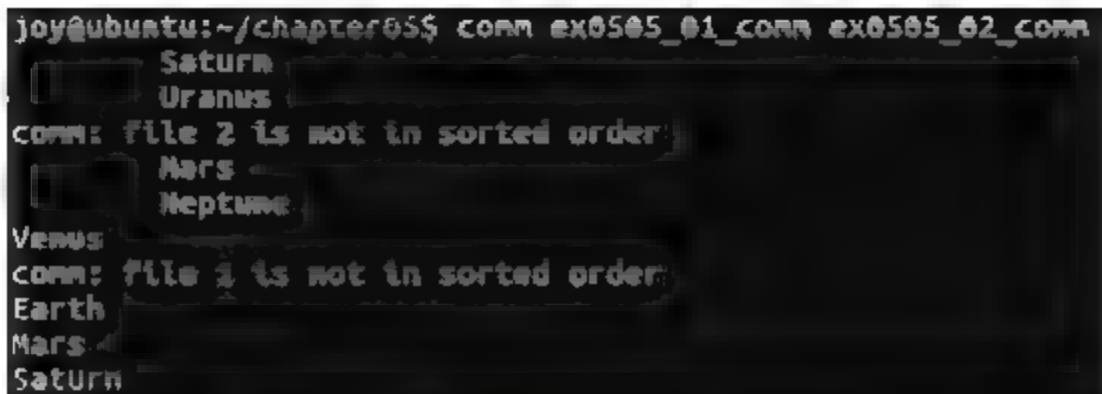 joy@ubuntu:~/chapter05$ comm ex0505_01_comm ex0505_02_comm
Saturn
Uranus
comm: file 2 is not in sorted order
Mars
Neptune
Venus
comm: file 1 is not in sorted order
Earth
Mars
Saturn